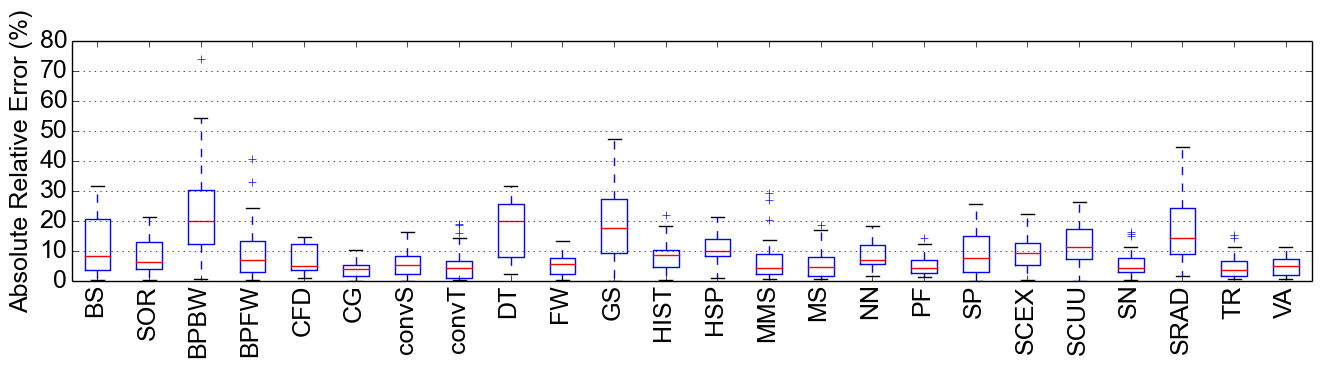 Absolute Relative Error (%)
80
70
60
50
40
30
20
10
0
BS
SOR
BPBW
BPFW
CFD
CG
convS
convT
DT
FW
GS
HIST
HSP
MMS
MS
NN
PF
SP
SCEX
SCUU
SN
SRAD
TR
VA